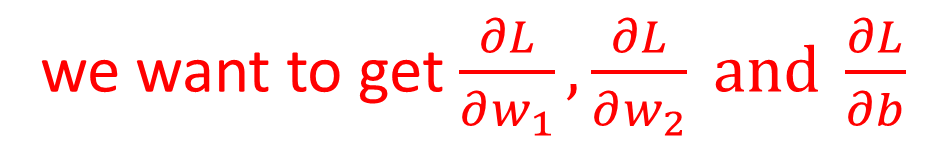 we want to get ∂L/∂w₁, ∂L/∂w₂ and ∂L/∂b